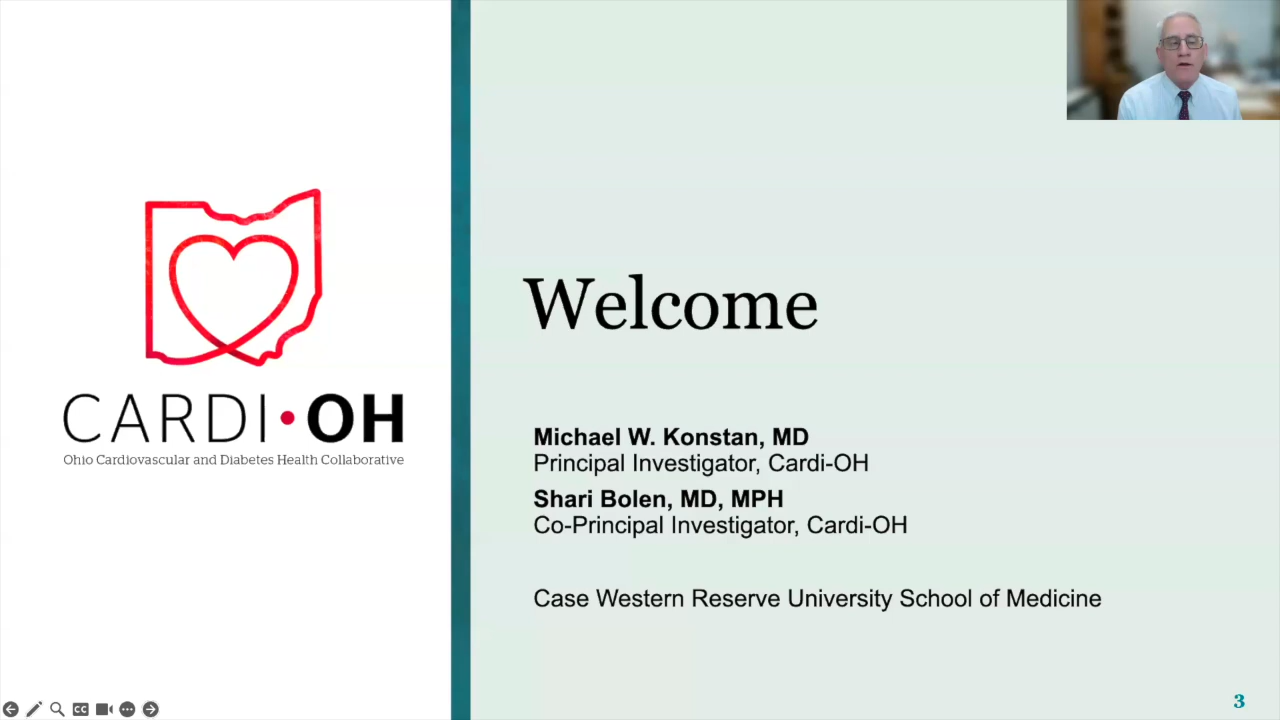 CARDI•OH
Ohio Cardiovascular and Diabetes Health Collaborative
Welcome
Michael W. Konstan, MD
Principal Investigator, Cardi-OH
Shari Bolen, MD, MPH
Co-Principal Investigator, Cardi-OH
Case Western Reserve University School of Medicine
CC
3